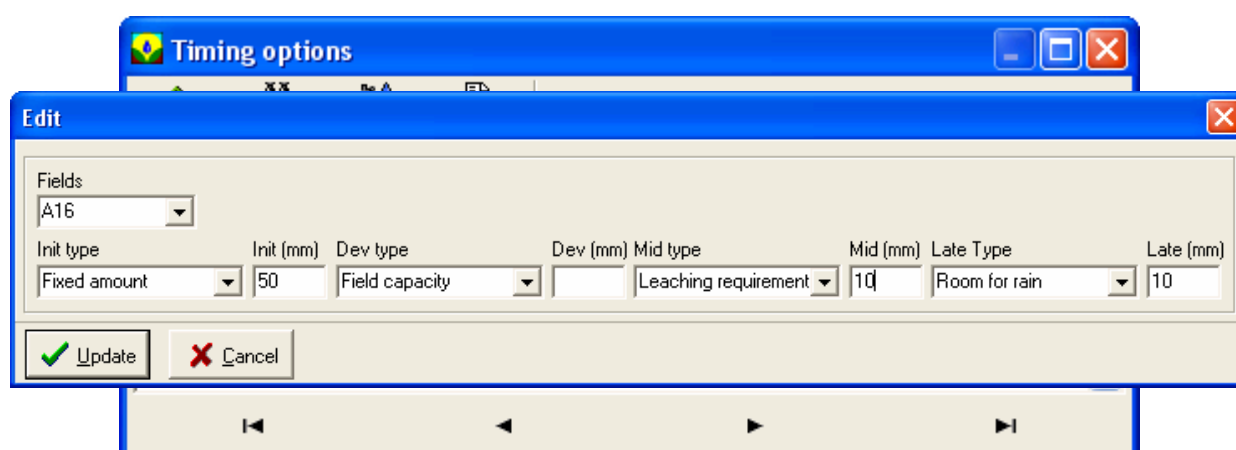 Timing options
Edit
Fields
A16
Init type Init (mm) Dev type Dev (mm) Mid type Mid (mm) Late Type Late (mm)
Fixed amount 50 Field capacity Leaching requirement 10 Room for rain 10
Update Cancel